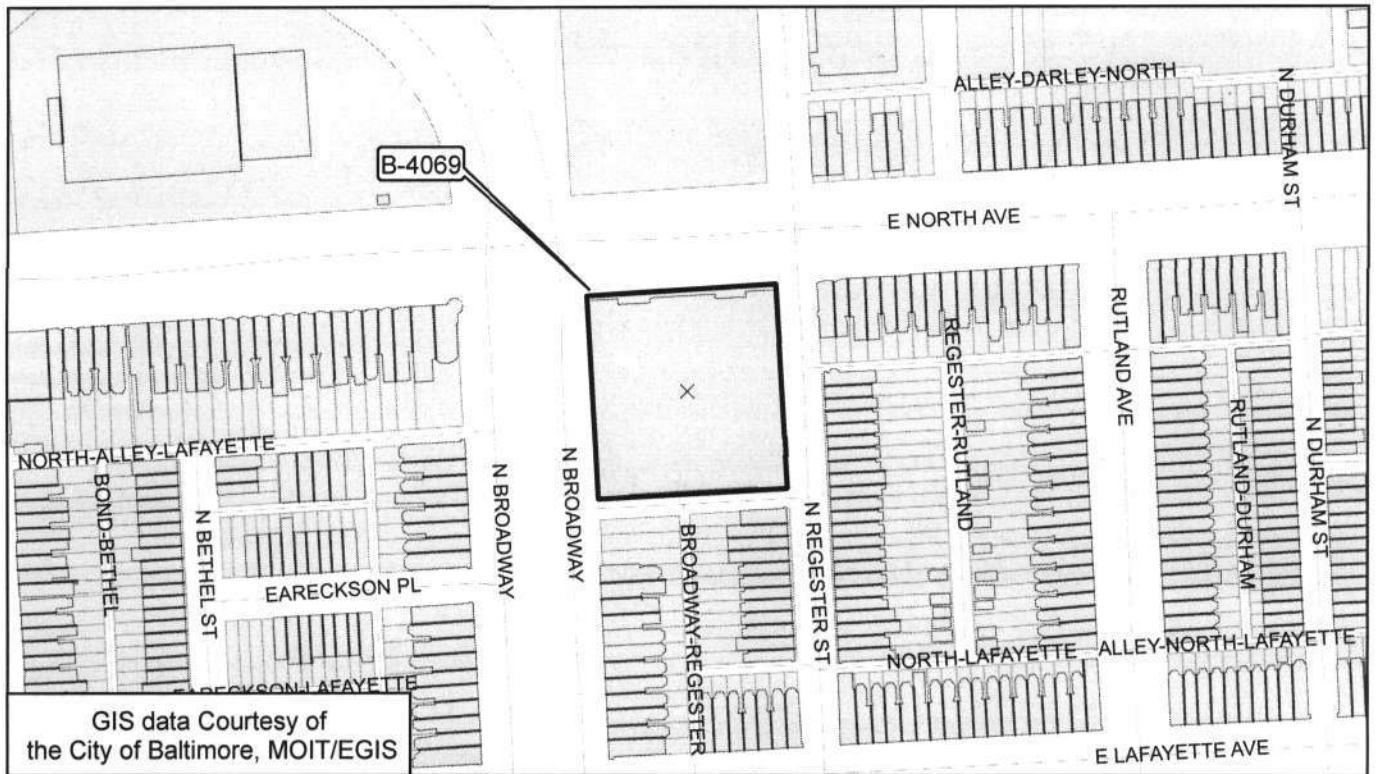 ALLEY-DARLEY-NORTH
N DURHAM ST
B-4069
E NORTH AVE
NORTH-ALLEY-LAFAYETTE
BOND-BETHEL
N BETHEL ST
EARECKSON PL
EARECKSON-LAFAYETTE
N BROADWAY
N BROADWAY
BROADWAY-REGESTER
N REGESTER ST
REGESTER-RUTLAND
RUTLAND AVE
RUTLAND-DURHAM
N DURHAM ST
NORTH-LAFAYETTE
ALLEY-NORTH-LAFAYETTE
E LAFAYETTE AVE
GIS data Courtesy of
the City of Baltimore, MOIT/EGIS